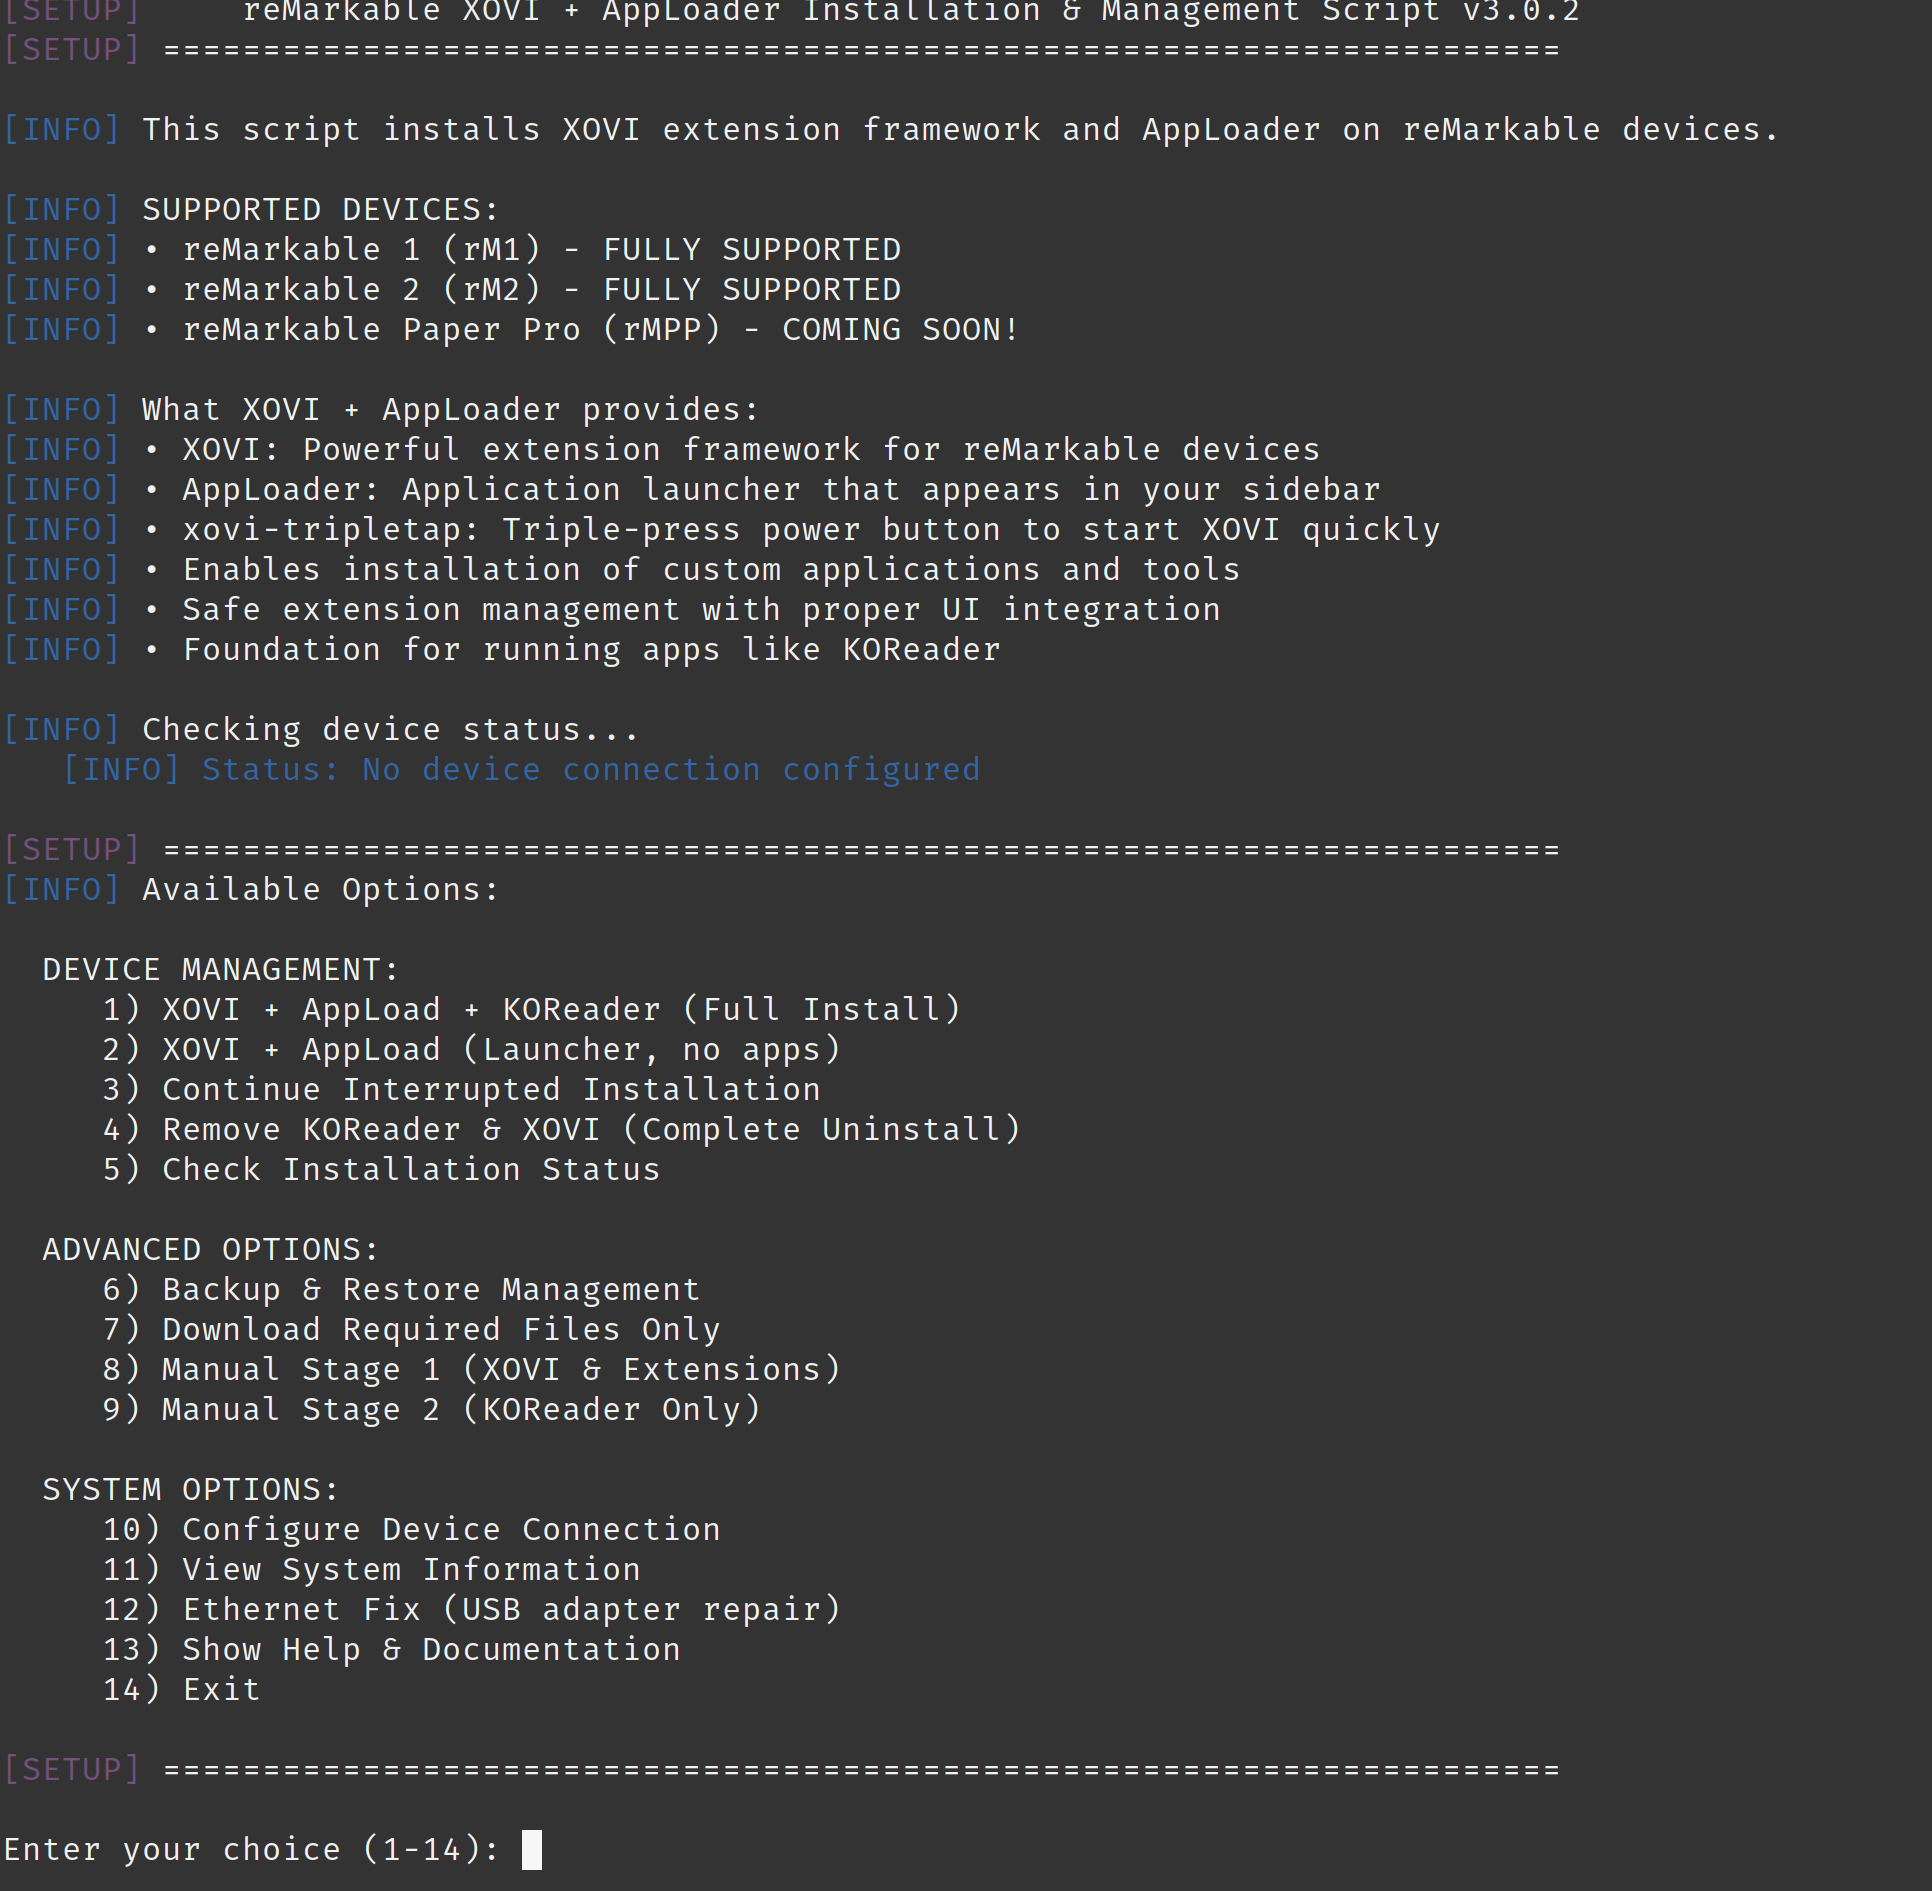 [SETUP]     reMarkable XOVI + AppLoader Installation & Management Script v3.0.2
[SETUP] ======================================================================
[INFO] This script installs XOVI extension framework and AppLoader on reMarkable devices.
[INFO] SUPPORTED DEVICES:
[INFO] • reMarkable 1 (rM1) - FULLY SUPPORTED
[INFO] • reMarkable 2 (rM2) - FULLY SUPPORTED
[INFO] • reMarkable Paper Pro (rMPP) - COMING SOON!
[INFO] What XOVI + AppLoader provides:
[INFO] • XOVI: Powerful extension framework for reMarkable devices
[INFO] • AppLoader: Application launcher that appears in your sidebar
[INFO] • xovi-tripletap: Triple-press power button to start XOVI quickly
[INFO] • Enables installation of custom applications and tools
[INFO] • Safe extension management with proper UI integration
[INFO] • Foundation for running apps like KOReader
[INFO] Checking device status...
   [INFO] Status: No device connection configured
[SETUP] ======================================================================
[INFO] Available Options:
  DEVICE MANAGEMENT:
     1) XOVI + AppLoad + KOReader (Full Install)
     2) XOVI + AppLoad (Launcher, no apps)
     3) Continue Interrupted Installation
     4) Remove KOReader & XOVI (Complete Uninstall)
     5) Check Installation Status
  ADVANCED OPTIONS:
     6) Backup & Restore Management
     7) Download Required Files Only
     8) Manual Stage 1 (XOVI & Extensions)
     9) Manual Stage 2 (KOReader Only)
  SYSTEM OPTIONS:
     10) Configure Device Connection
     11) View System Information
     12) Ethernet Fix (USB adapter repair)
     13) Show Help & Documentation
     14) Exit
[SETUP] ======================================================================
Enter your choice (1-14):